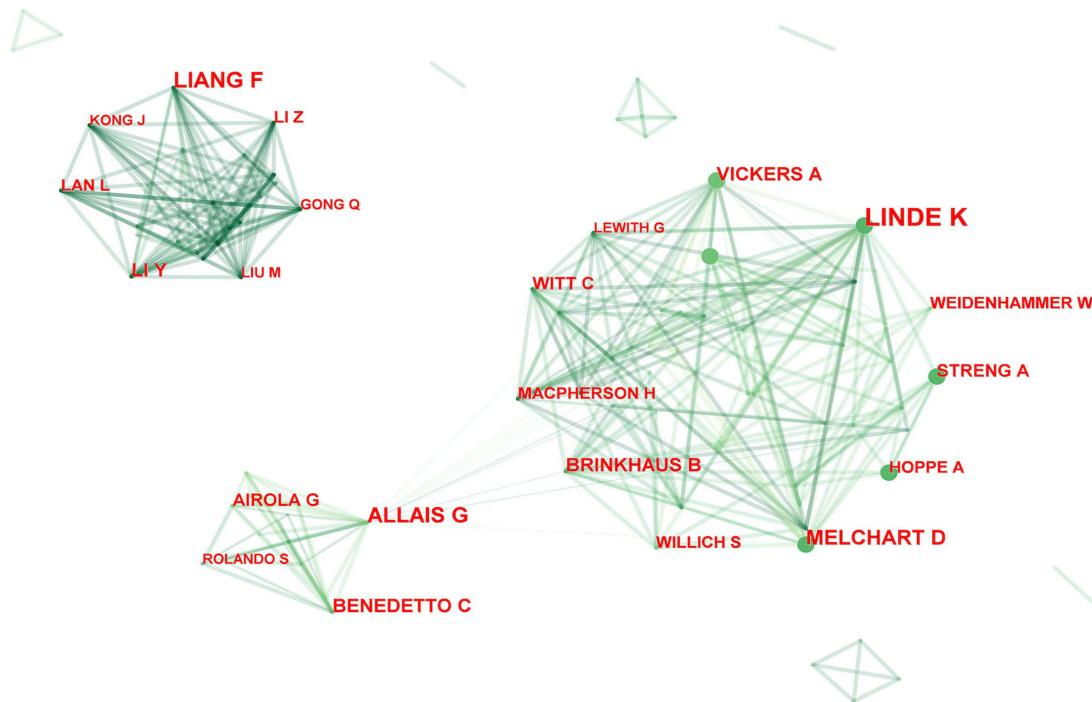 LIANG F
KONG J
LI Z
LAN L
GONG Q
LI Y
LIU M
VICKERS A
LINDE K
LEWITH G
WITT C
WEIDENHAMMER W
STRENG A
MACPHERSON H
BRINKHAUS B
HOPPE A
AIROLA G
ALLAIS G
MELCHART D
WILLICH S
ROLANDO S
BENEDETTO C